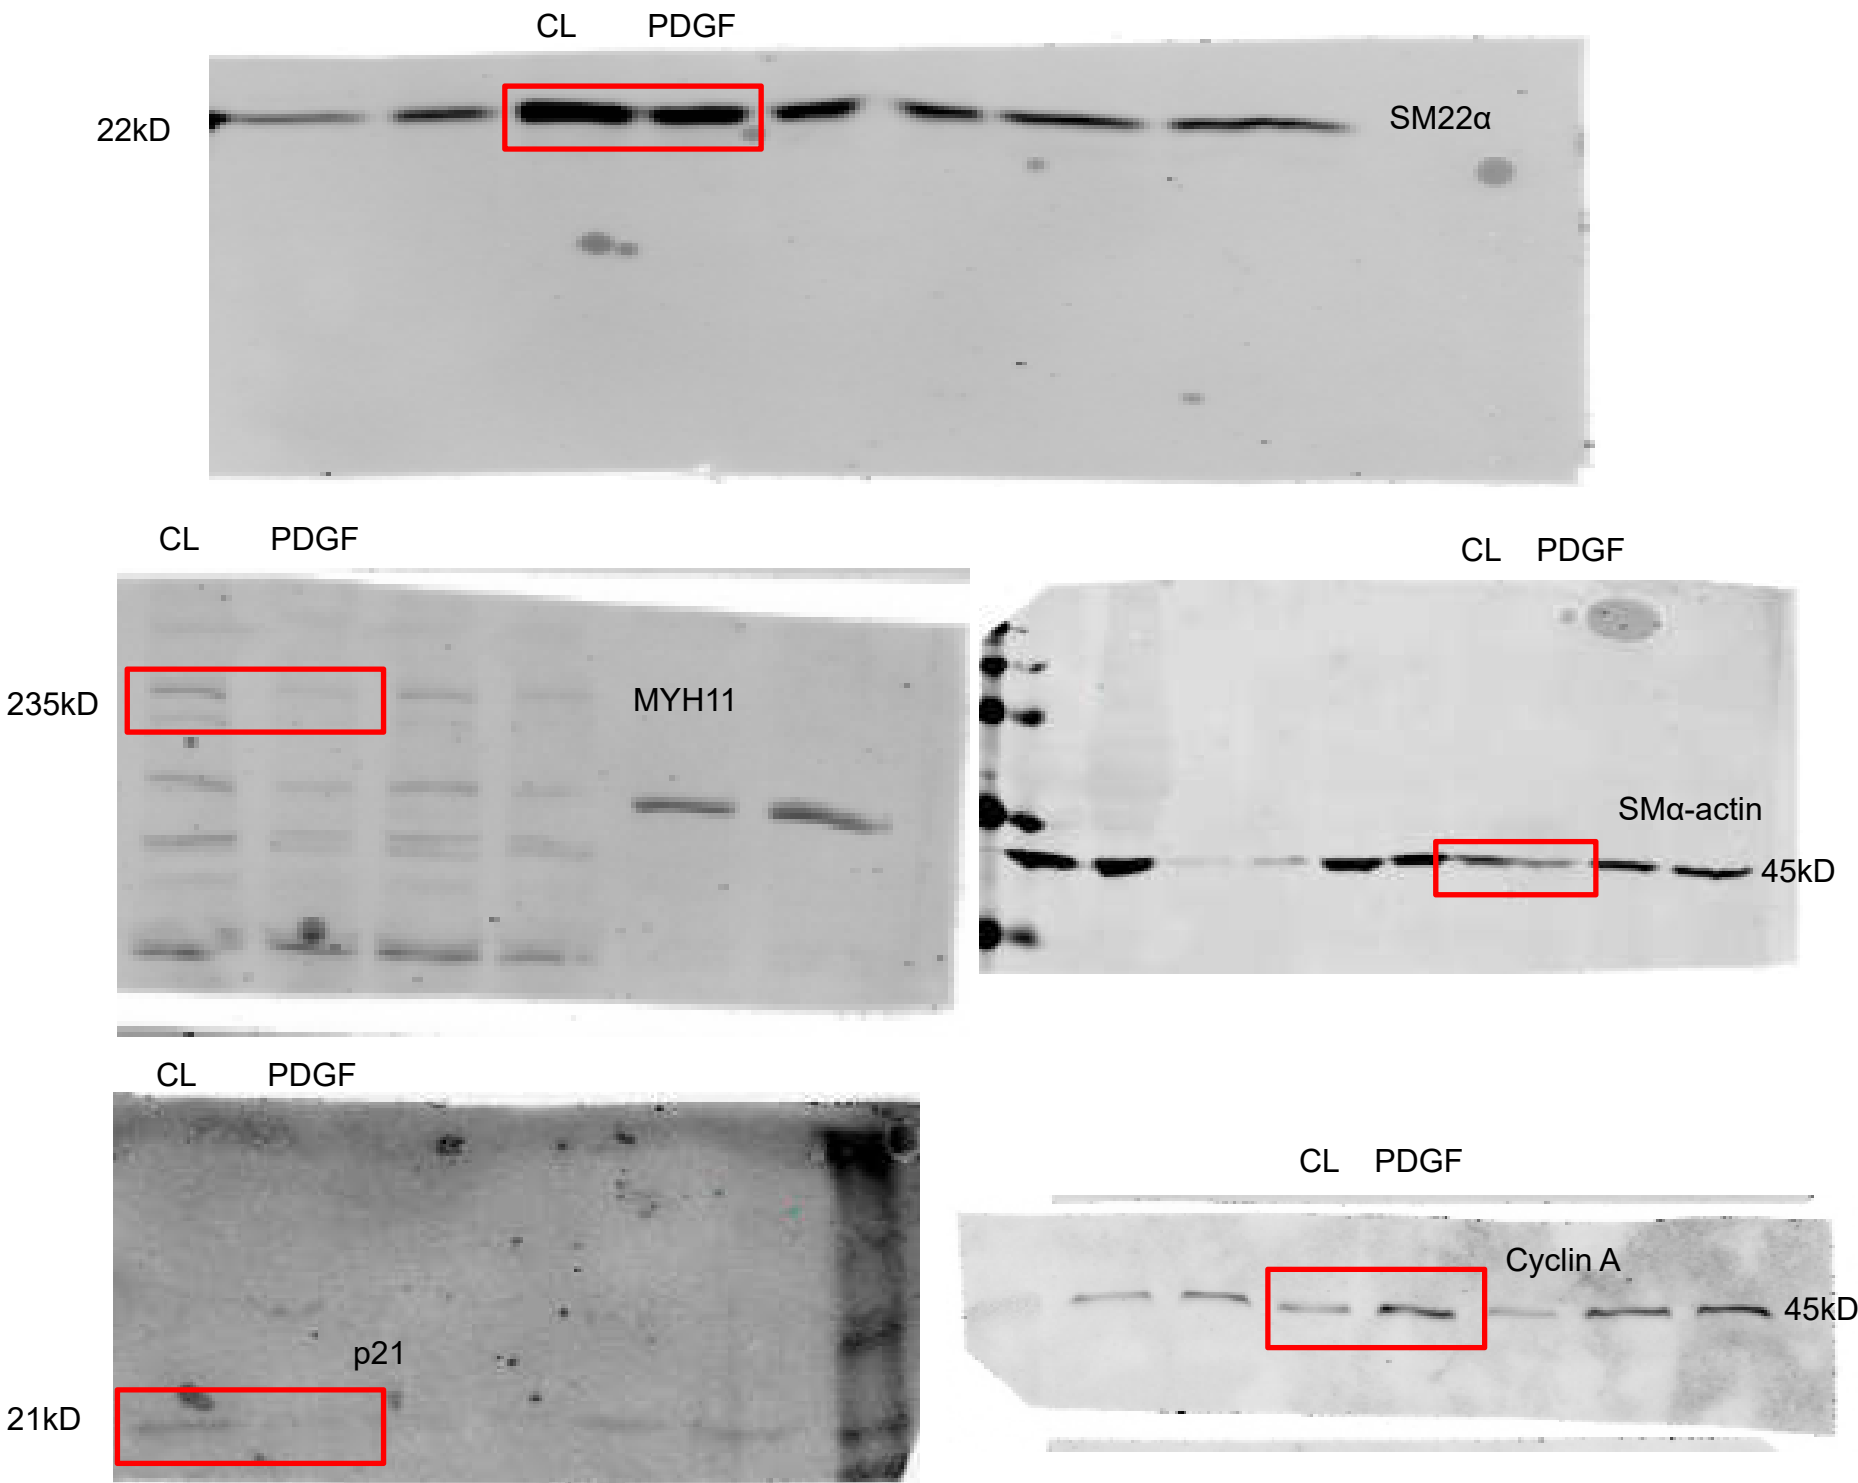 CL PDGF
22kD
SM22α
CL PDGF
235kD
MYH11
CL PDGF
SMα-actin
45kD
CL PDGF
p21
21kD
CL PDGF
Cyclin A
45kD